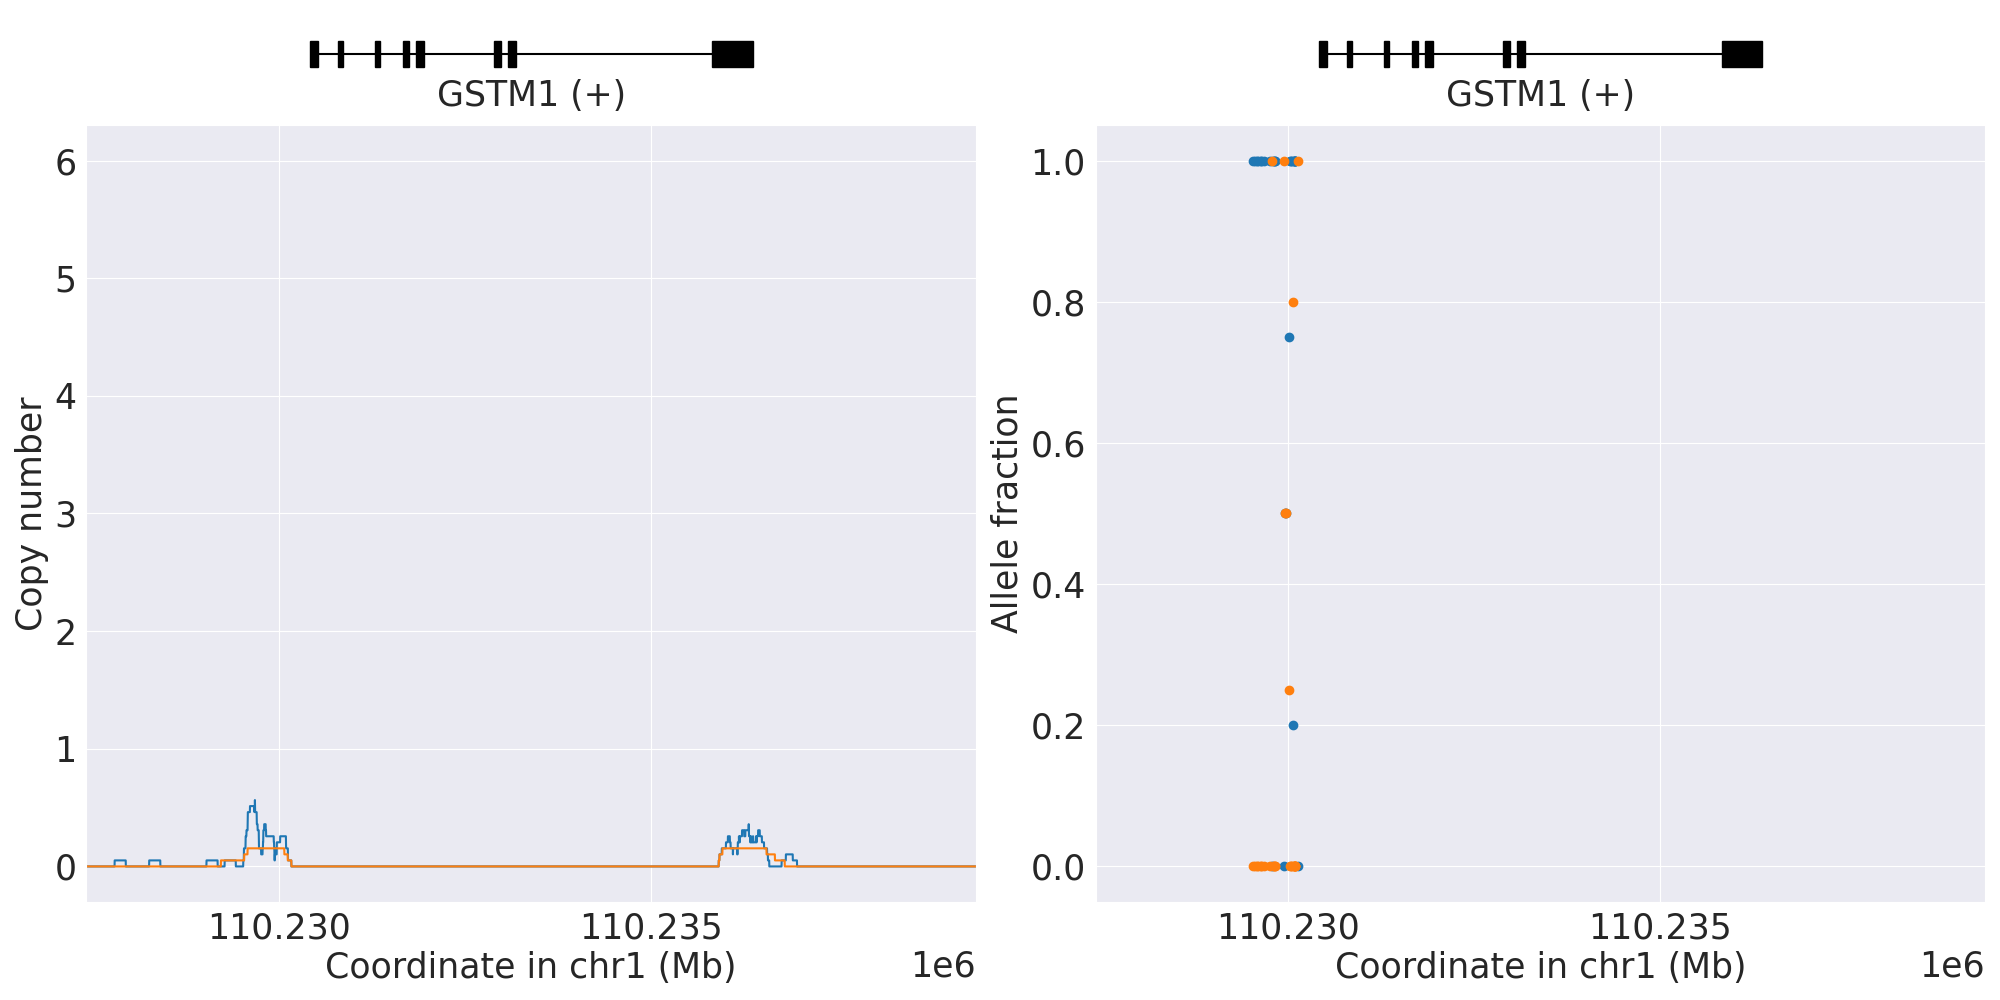 GSTM1 (+)
6
5
4
3
2
1
0
Copy number
110.230
110.235
Coordinate in chr1 (Mb)
1e6
GSTM1 (+)
1.0
0.8
0.6
0.4
0.2
0.0
Allele fraction
110.230
110.235
Coordinate in chr1 (Mb)
1e6